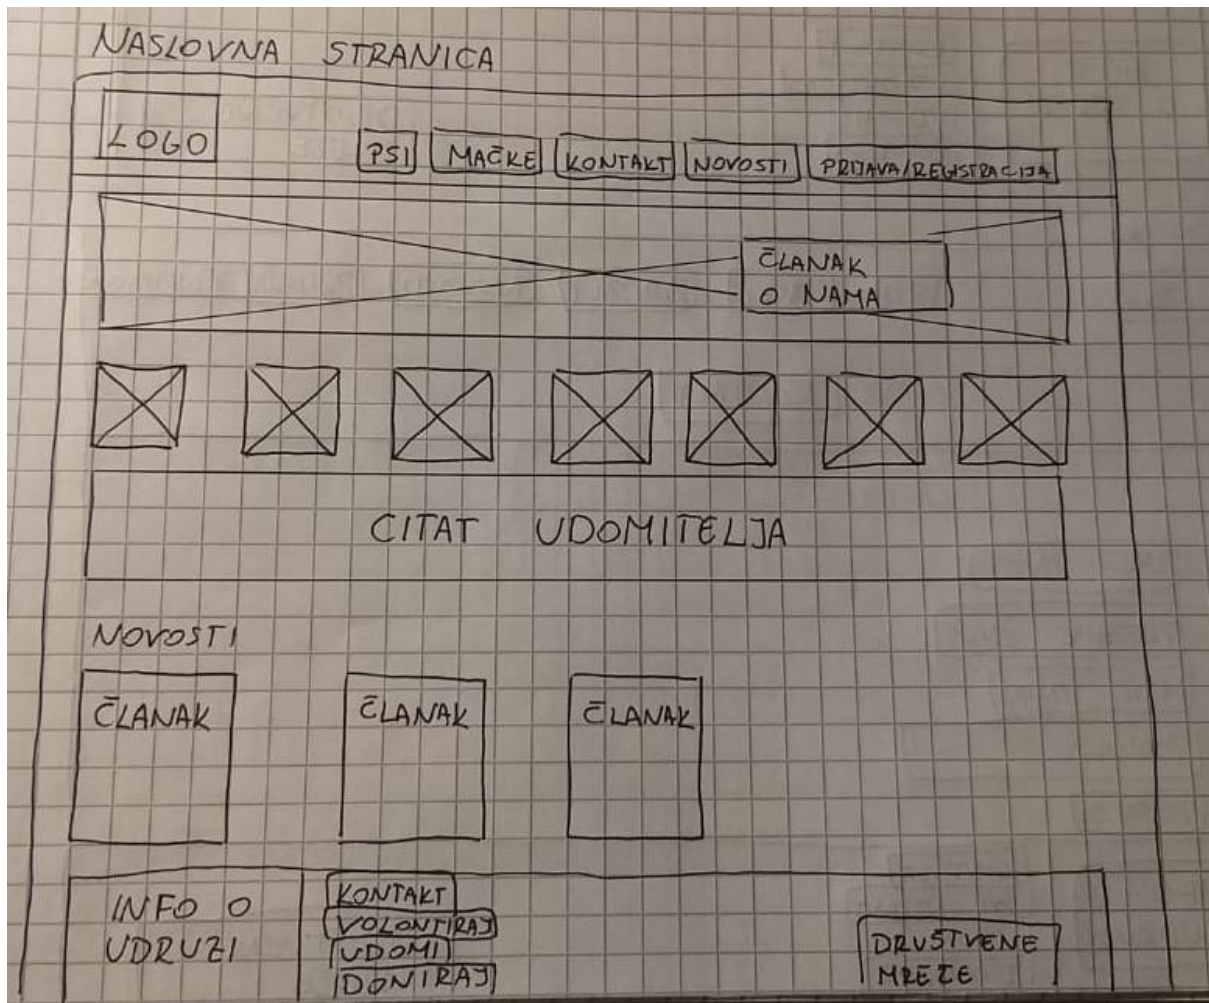 NASLOVNA STRANICA
LOGO
PSI
MAČKE
KONTAKT
NOVOSTI
PRIJAVA/REGISTRACIJA
ČLANAK
O NAMA
CITAT UDOMITELJA
NOVOSTI
ČLANAK
ČLANAK
ČLANAK
INFO O
UDRUZI
KONTAKT
VOLONTIRAJ
UDOMI
DONIRAJ
DRUŠTVENE
MREŽE